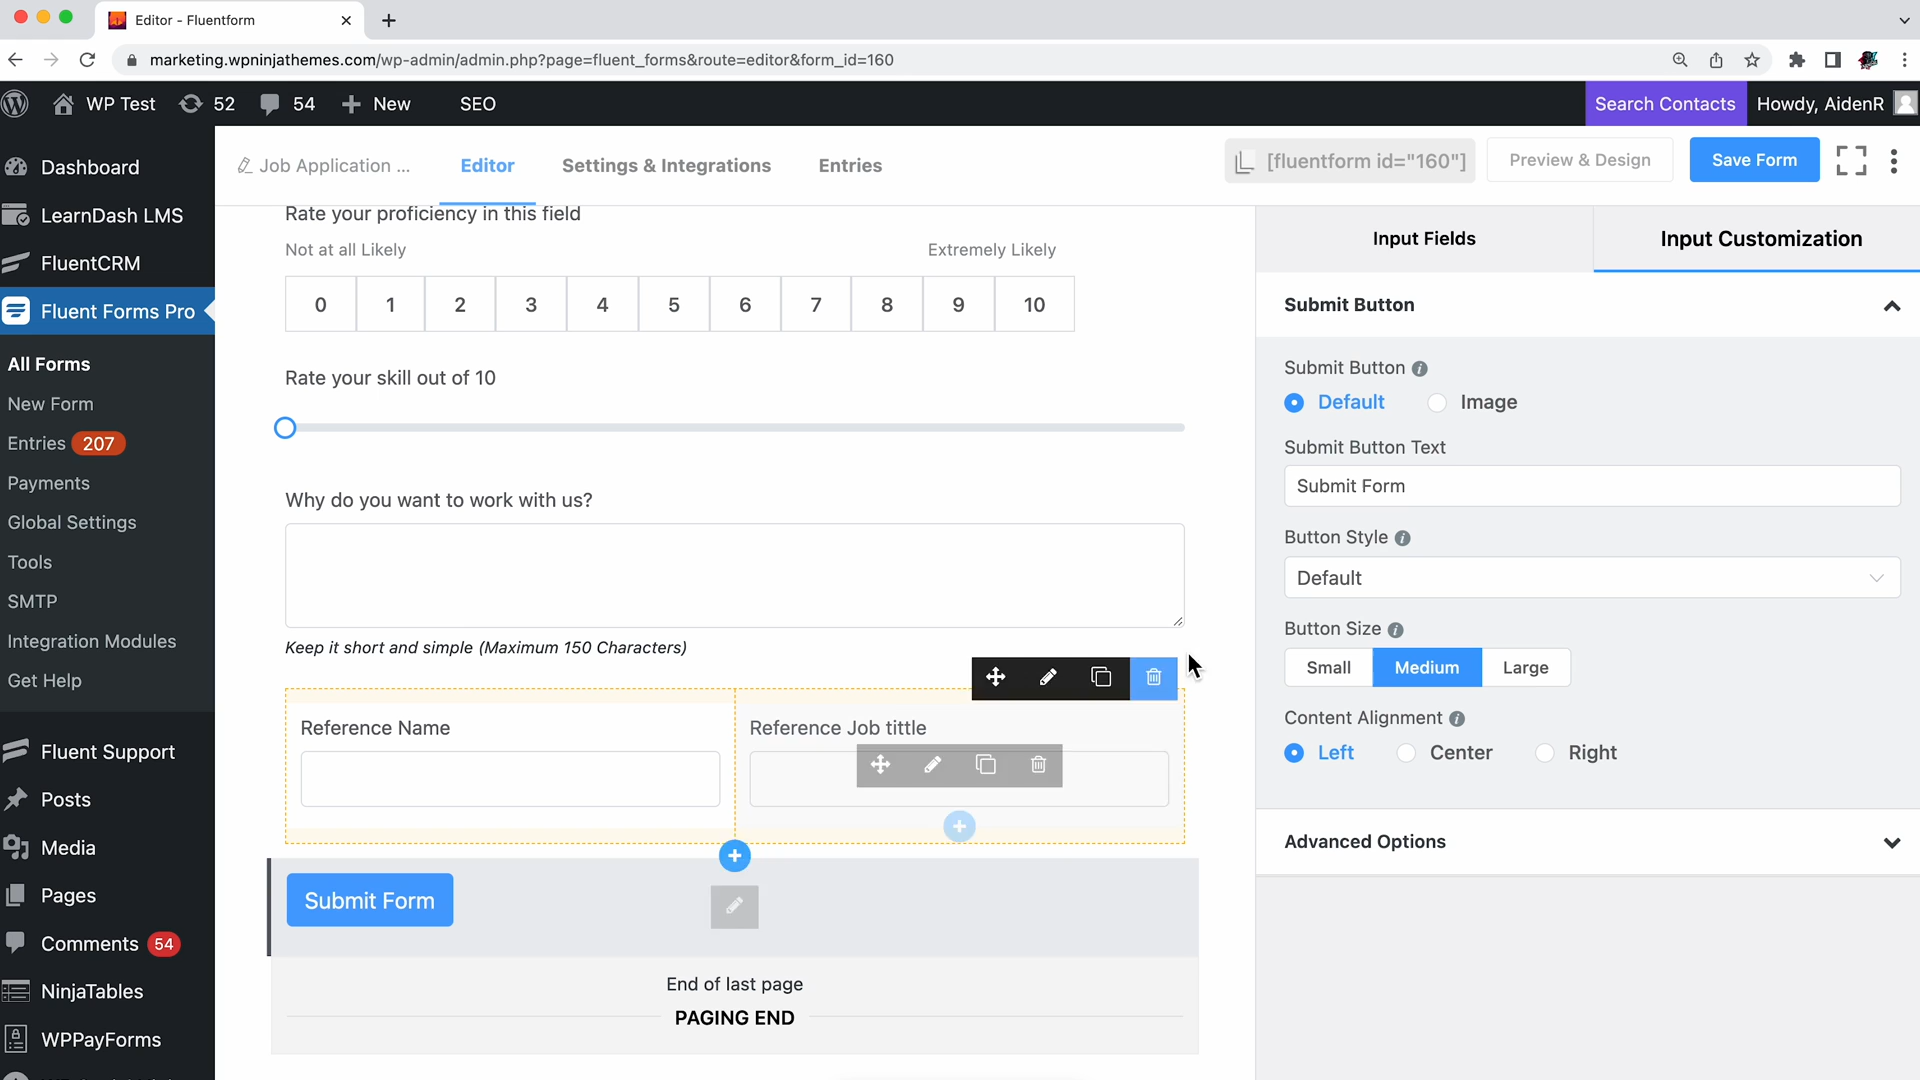 Editor - Fluentform
marketing.wpninjathemes.com/wp-admin/admin.php?page=fluent_forms&route=editor&form_id=160
WP Test 52 54 New SEO Search Contacts Howdy, AidenR
Dashboard
LearnDash LMS
FluentCRM
Fluent Forms Pro
All Forms
New Form
Entries 207
Payments
Global Settings
Tools
SMTP
Integration Modules
Get Help
Fluent Support
Posts
Media
Pages
Comments 54
NinjaTables
WPPayForms
Job Application ... Editor Settings & Integrations Entries [fluentform id="160"] Preview & Design Save Form
Rate your proficiency in this field
Not at all Likely Extremely Likely
0 1 2 3 4 5 6 7 8 9 10
Rate your skill out of 10
Why do you want to work with us?
Keep it short and simple (Maximum 150 Characters)
Reference Name Reference Job tittle
Submit Form
End of last page
PAGING END
Input Fields Input Customization
Submit Button
Submit Button
Default Image
Submit Button Text
Submit Form
Button Style
Default
Button Size
Small Medium Large
Content Alignment
Left Center Right
Advanced Options